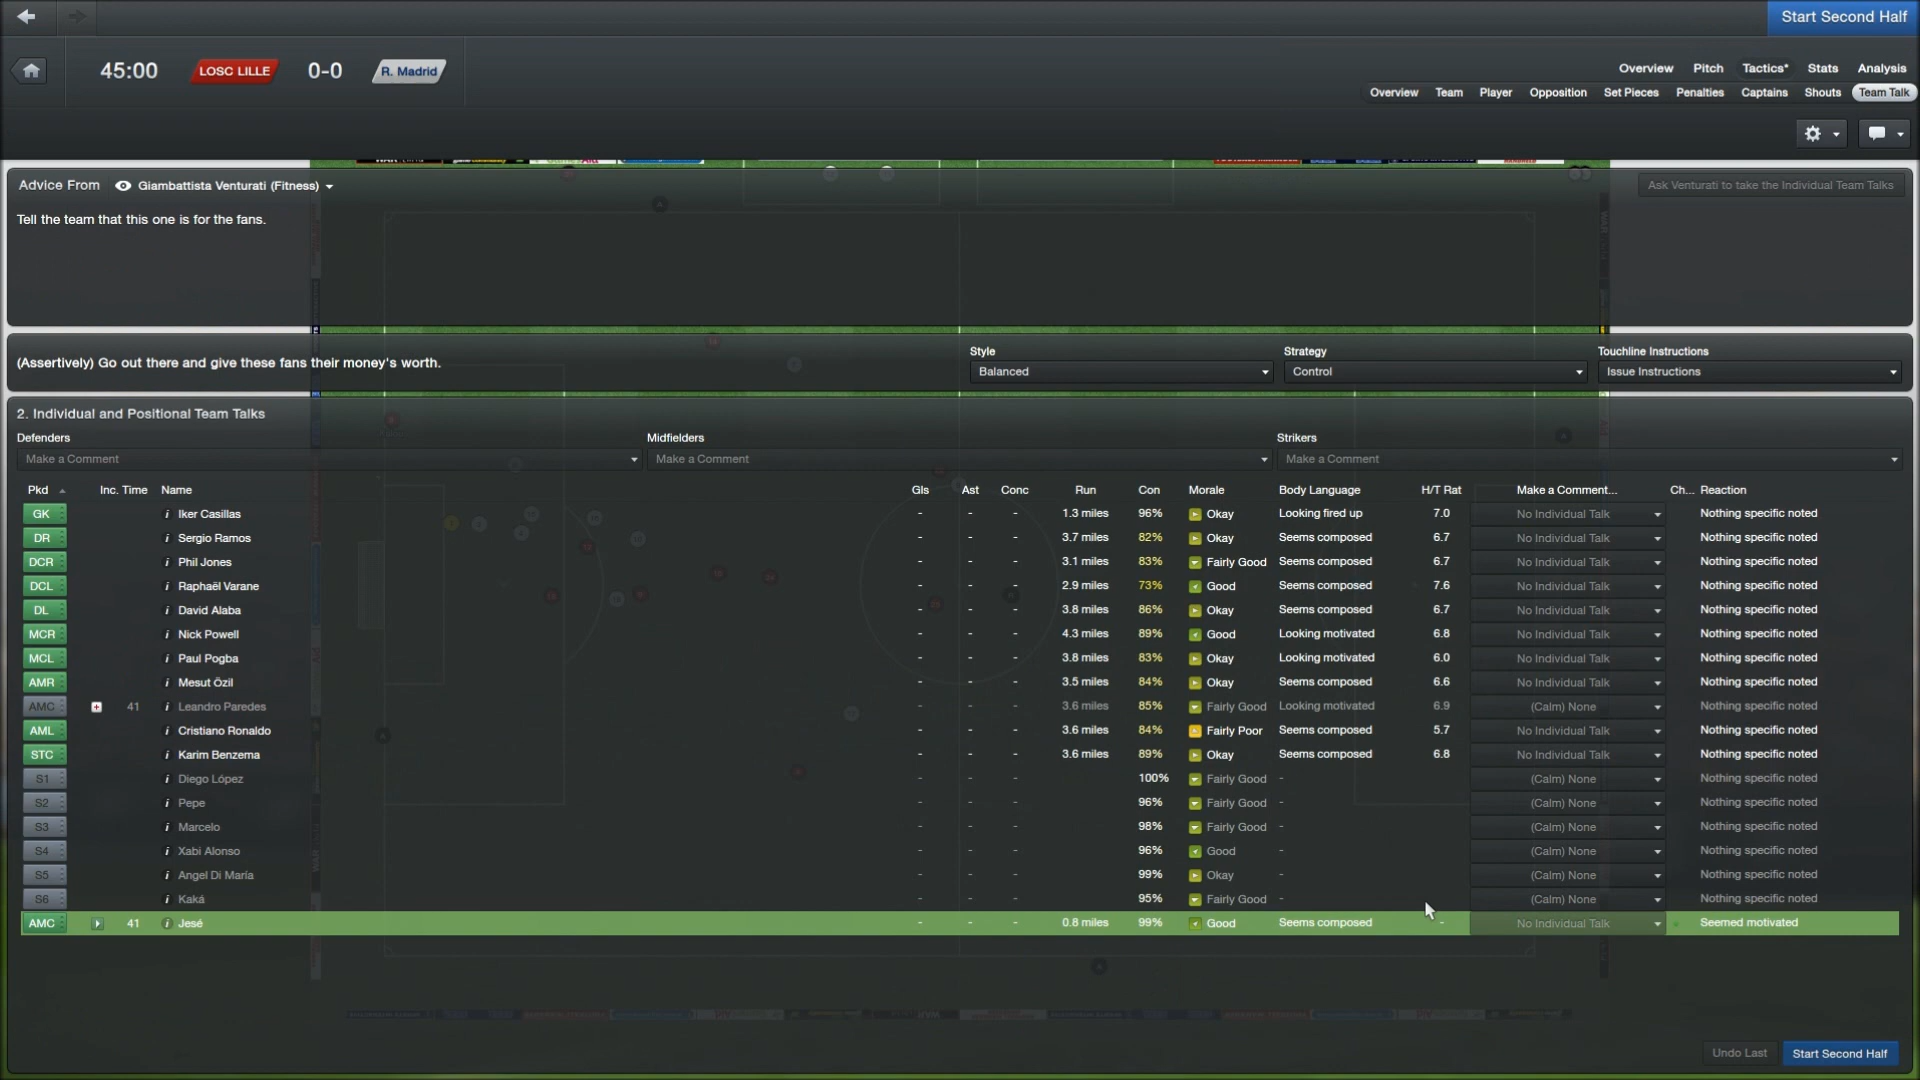 Start Second Half
45:00 LOSC LILLE 0-0 R. Madrid
Overview Pitch Tactics* Stats Analysis
Overview Team Player Opposition Set Pieces Penalties Captains Shouts Team Talk
Advice From Giambattista Venturati (Fitness) Ask Venturati to take the Individual Team Talks
Tell the team that this one is for the fans.
Style Strategy Touchline Instructions
(Assertively) Go out there and give these fans their money's worth. Balanced Control Issue Instructions
2. Individual and Positional Team Talks
Defenders Midfielders Strikers
Make a Comment Make a Comment Make a Comment
Pkd Inc. Time Name Gls Ast Conc Run Con Morale Body Language H/T Rat Make a Comment... Ch... Reaction
GK i Iker Casillas - - - 1.3 miles 96% Okay Looking fired up 7.0 No Individual Talk Nothing specific noted
DR i Sergio Ramos - - - 3.7 miles 82% Okay Seems composed 6.7 No Individual Talk Nothing specific noted
DCR i Phil Jones - - - 3.1 miles 83% Fairly Good Seems composed 6.7 No Individual Talk Nothing specific noted
DCL i Raphaël Varane - - - 2.9 miles 73% Good Seems composed 7.6 No Individual Talk Nothing specific noted
DL i David Alaba - - - 3.8 miles 86% Okay Seems composed 6.7 No Individual Talk Nothing specific noted
MCR i Nick Powell - - - 4.3 miles 89% Good Looking motivated 6.8 No Individual Talk Nothing specific noted
MCL i Paul Pogba - - - 3.8 miles 83% Okay Looking motivated 6.0 No Individual Talk Nothing specific noted
AMR i Mesut Özil - - - 3.5 miles 84% Okay Seems composed 6.6 No Individual Talk Nothing specific noted
AMC 41 i Leandro Paredes - - - 3.6 miles 85% Fairly Good Looking motivated 6.9 (Calm) None Nothing specific noted
AML i Cristiano Ronaldo - - - 3.6 miles 84% Fairly Poor Seems composed 5.7 No Individual Talk Nothing specific noted
STC i Karim Benzema - - - 3.6 miles 89% Okay Seems composed 6.8 No Individual Talk Nothing specific noted
S1 i Diego López - - - 100% Fairly Good - (Calm) None Nothing specific noted
S2 i Pepe - - - 96% Fairly Good - (Calm) None Nothing specific noted
S3 i Marcelo - - - 98% Fairly Good - (Calm) None Nothing specific noted
S4 i Xabi Alonso - - - 96% Good - (Calm) None Nothing specific noted
S5 i Angel Di María - - - 99% Okay - (Calm) None Nothing specific noted
S6 i Kaká - - - 95% Fairly Good - (Calm) None Nothing specific noted
AMC 41 i Jesé - - - 0.8 miles 99% Good Seems composed - No Individual Talk Seemed motivated
Undo Last Start Second Half